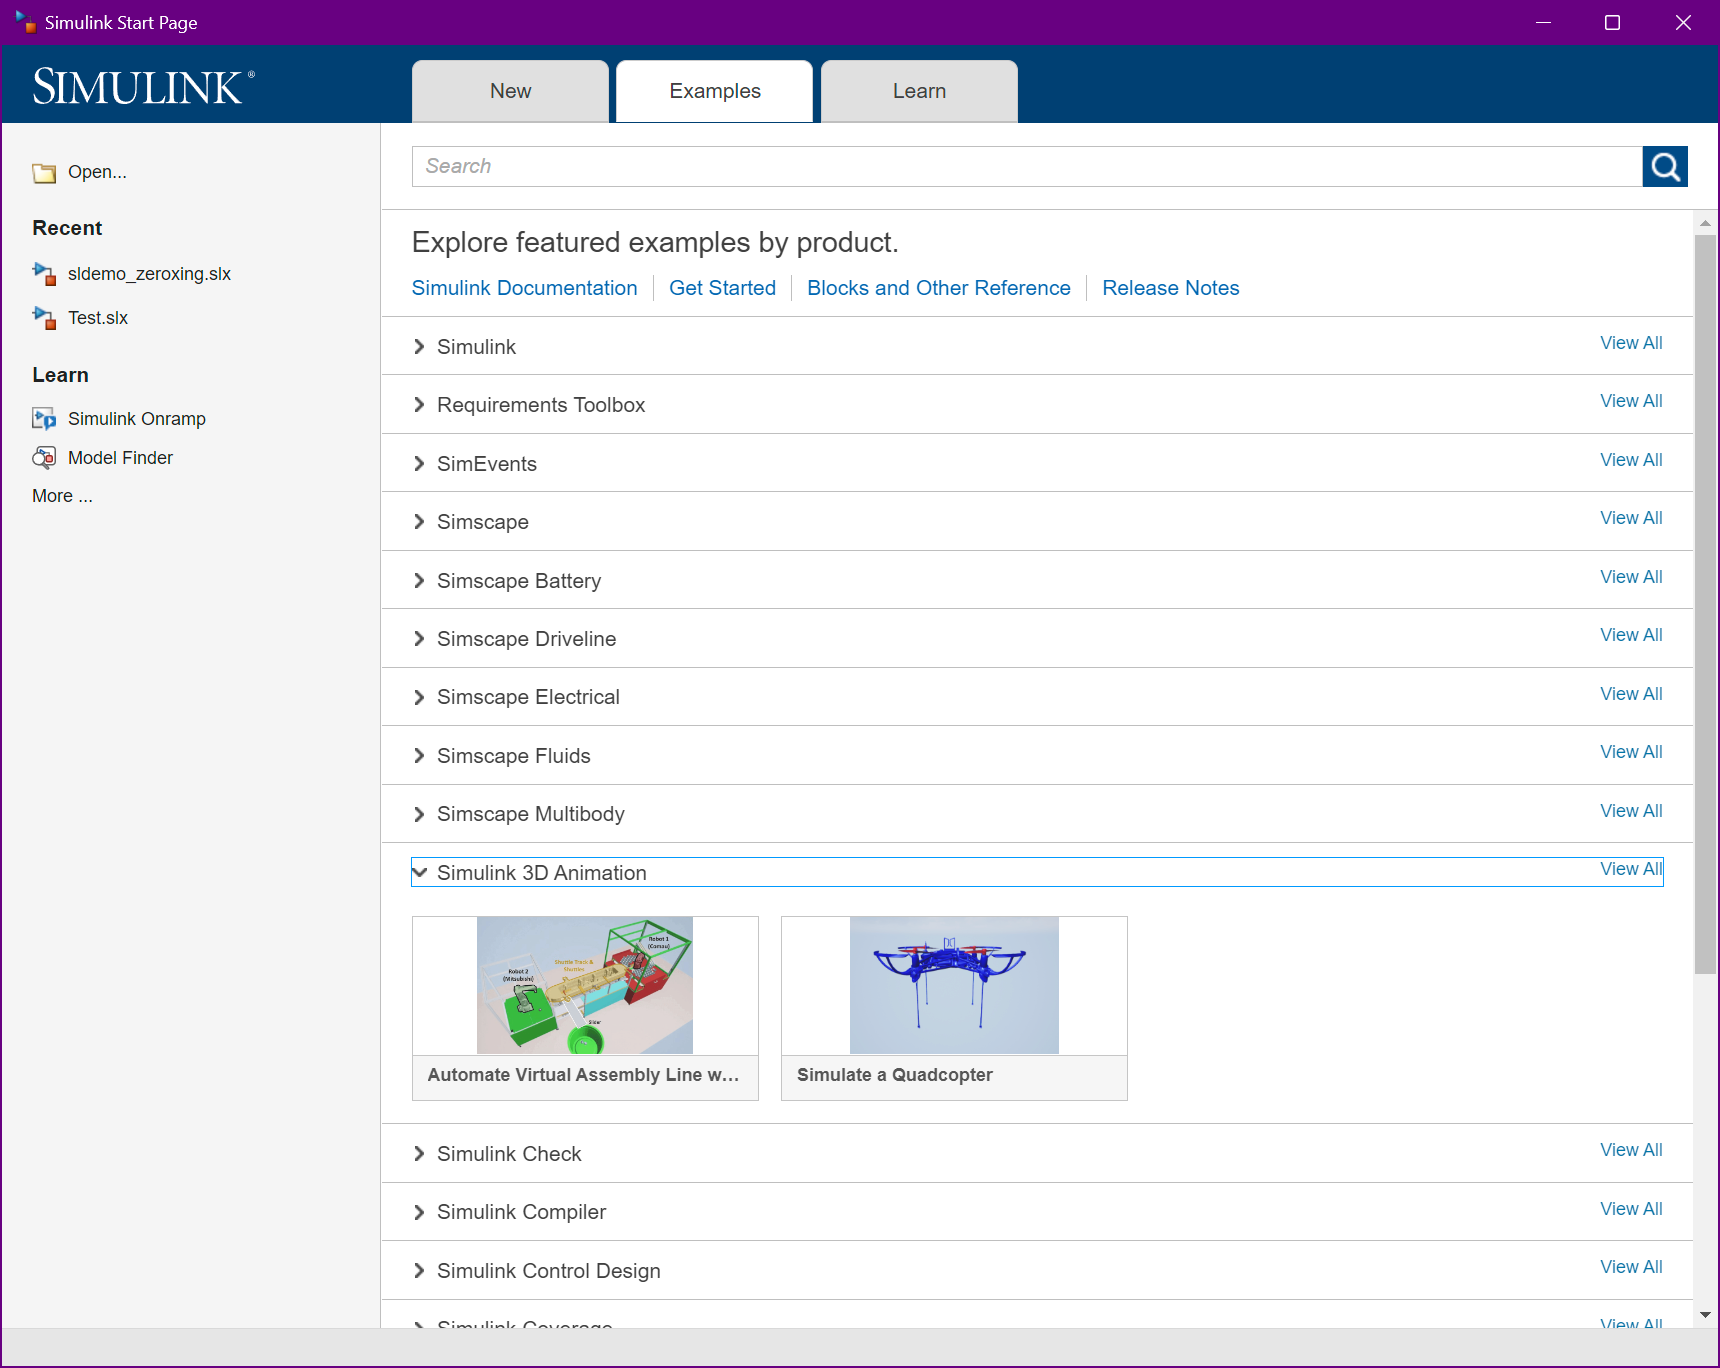 Simulink Start Page
SIMULINK®
New
Examples
Learn
Open...
Recent
sldemo_zeroxing.slx
Test.slx
Learn
Simulink Onramp
Model Finder
More ...
Search
Explore featured examples by product.
Simulink Documentation
Get Started
Blocks and Other Reference
Release Notes
Simulink
View All
Requirements Toolbox
View All
SimEvents
View All
Simscape
View All
Simscape Battery
View All
Simscape Driveline
View All
Simscape Electrical
View All
Simscape Fluids
View All
Simscape Multibody
View All
Simulink 3D Animation
View All
Robot 1
(Comau)
Shuttle Track &
Shuttles
Robot 2
(Mitsubishi)
Slider
Automate Virtual Assembly Line w...
Simulate a Quadcopter
Simulink Check
View All
Simulink Compiler
View All
Simulink Control Design
View All
Simulink Coverage
View All